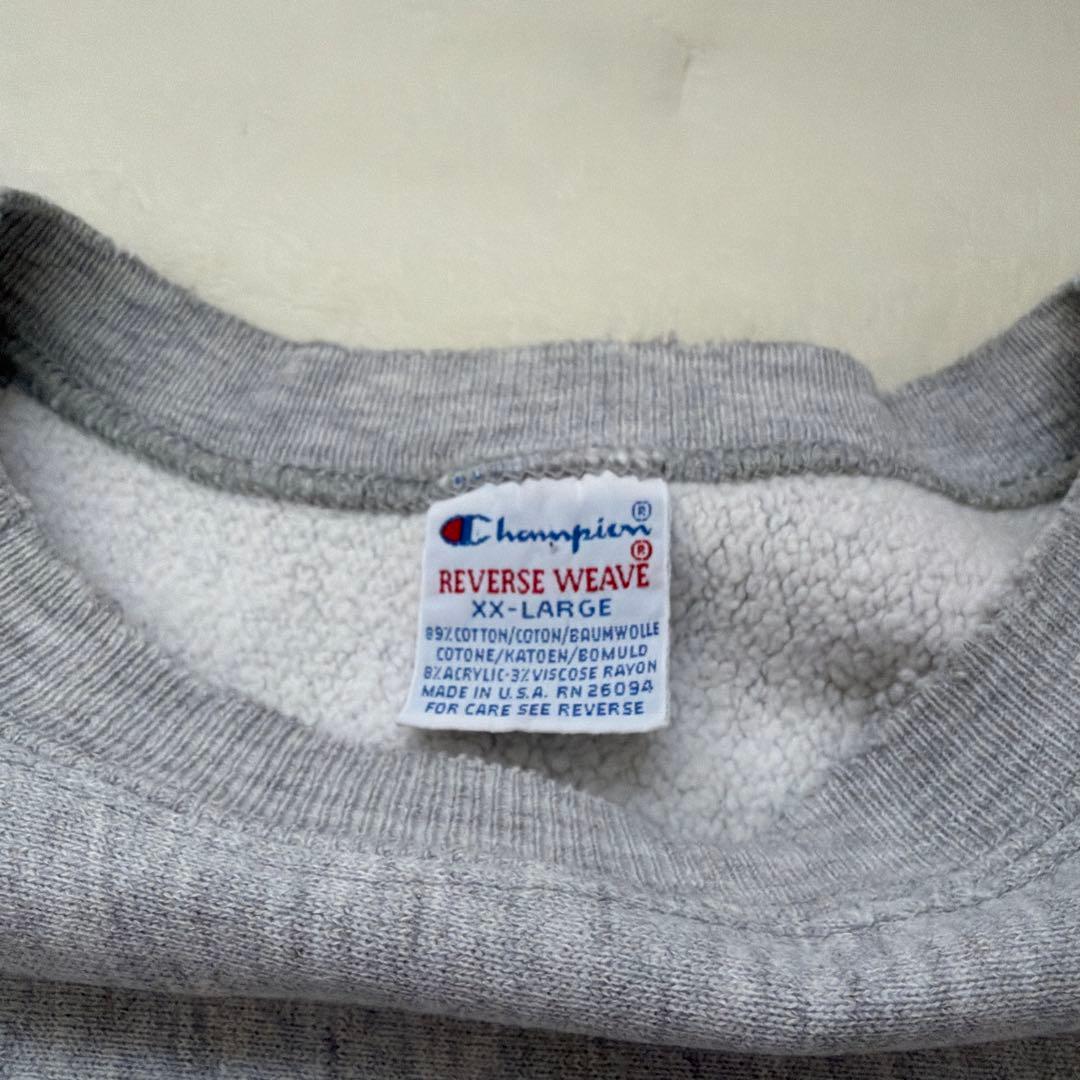 Champion®
®
REVERSE WEAVE
XX-LARGE
89% COTTON/COTON/BAUMWOLLE
COTONE/KATOEN/BOMULD
8% ACRYLIC-3% VISCOSE RAYON
MADE IN U.S.A. RN 26094
FOR CARE SEE REVERSE